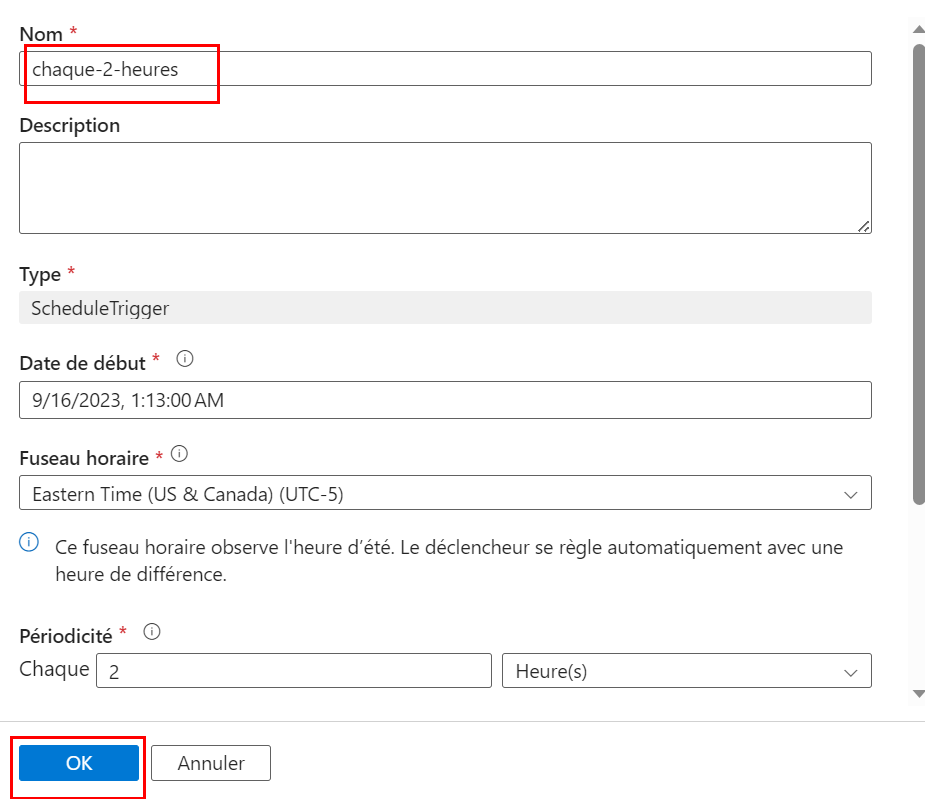 Nom *
chaque-2-heures
Description
Type *
ScheduleTrigger
Date de début *
9/16/2023, 1:13:00 AM
Fuseau horaire *
Eastern Time (US & Canada) (UTC-5)
Ce fuseau horaire observe l'heure d’été. Le déclencheur se règle automatiquement avec une
heure de différence.
Périodicité *
Chaque 2 Heure(s)
OK Annuler